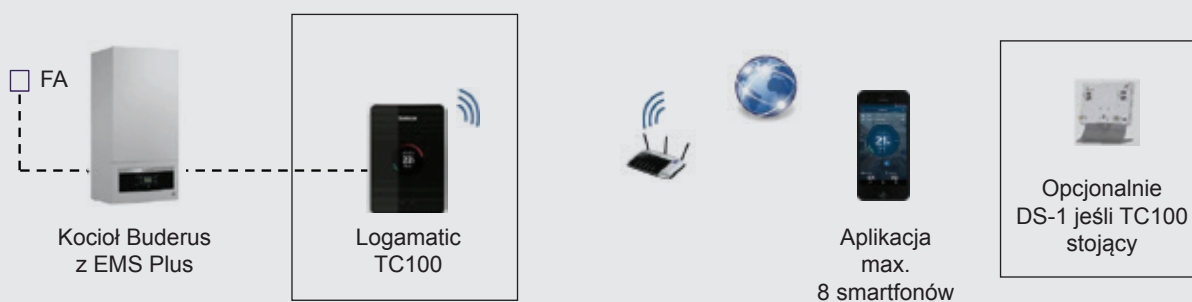 FA
Kocioł Buderus
z EMS Plus
Logamatic
TC100
Aplikacja
max.
8 smartfonów
Opcjonalnie
DS-1 jeśli TC100
stojący